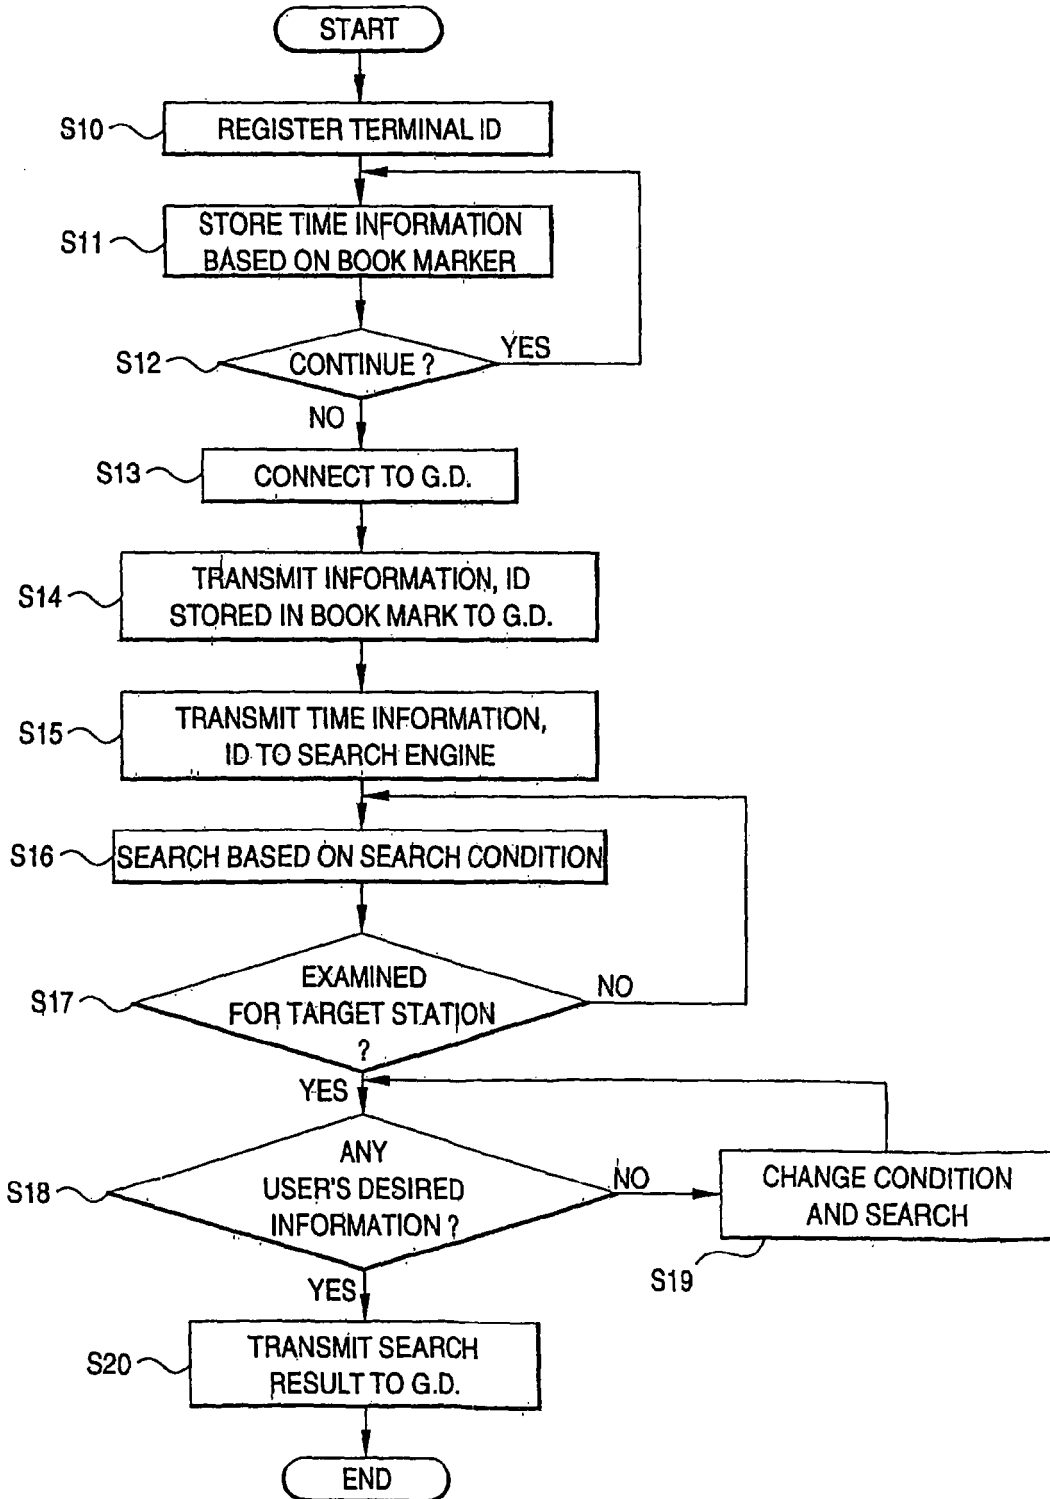 START
S10
REGISTER TERMINAL ID
S11
STORE TIME INFORMATION
BASED ON BOOK MARKER
S12
CONTINUE ?
YES
NO
S13
CONNECT TO G.D.
S14
TRANSMIT INFORMATION, ID
STORED IN BOOK MARK TO G.D.
S15
TRANSMIT TIME INFORMATION,
ID TO SEARCH ENGINE
S16
SEARCH BASED ON SEARCH CONDITION
S17
EXAMINED
FOR TARGET STATION
?
NO
YES
S18
ANY
USER'S DESIRED
INFORMATION ?
NO
CHANGE CONDITION
AND SEARCH
S19
YES
S20
TRANSMIT SEARCH
RESULT TO G.D.
END